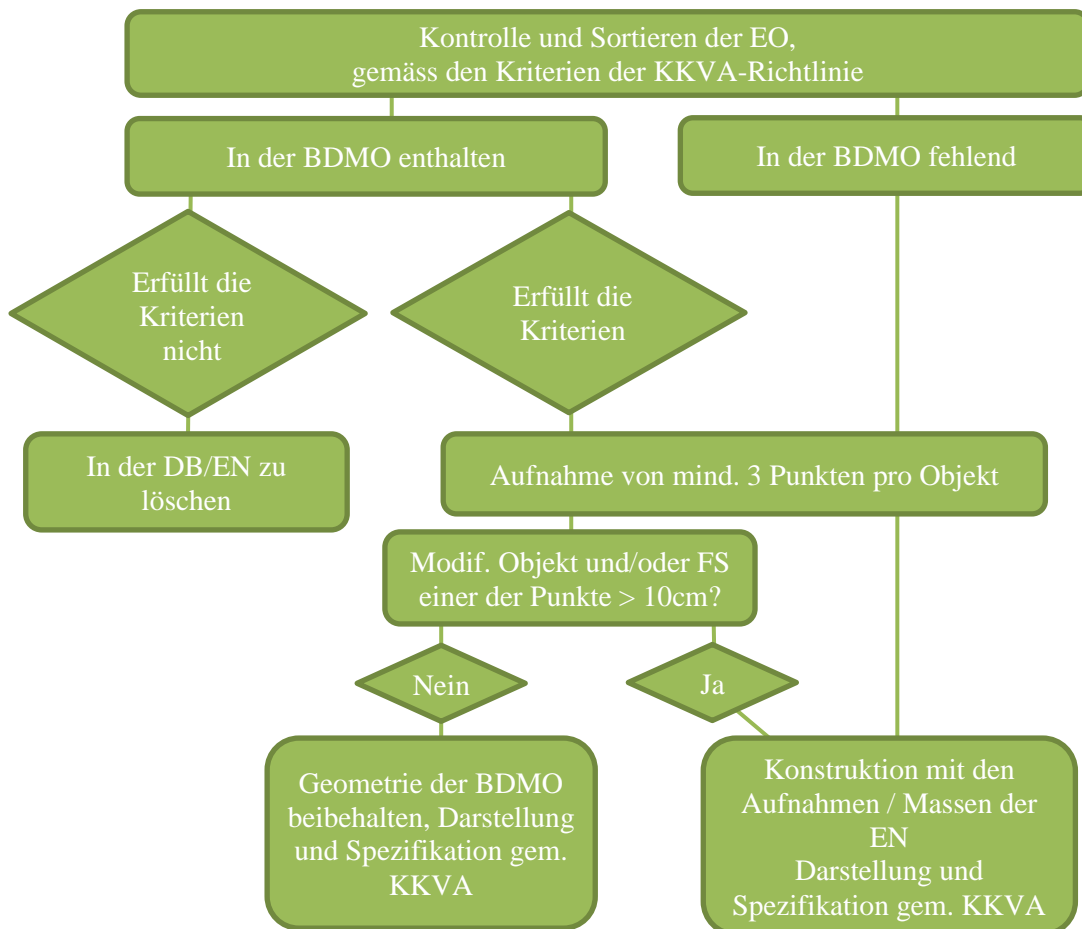 Kontrolle und Sortieren der EO,
gemäss den Kriterien der KKVA-Richtlinie
In der BDMO enthalten
In der BDMO fehlend
Erfüllt die
Kriterien
nicht
Erfüllt die
Kriterien
In der DB/EN zu
löschen
Aufnahme von mind. 3 Punkten pro Objekt
Modif. Objekt und/oder FS
einer der Punkte > 10cm?
Nein
Ja
Geometrie der BDMO
beibehalten, Darstellung
und Spezifikation gem.
KKVA
Konstruktion mit den
Aufnahmen / Massen der
EN
Darstellung und
Spezifikation gem. KKVA